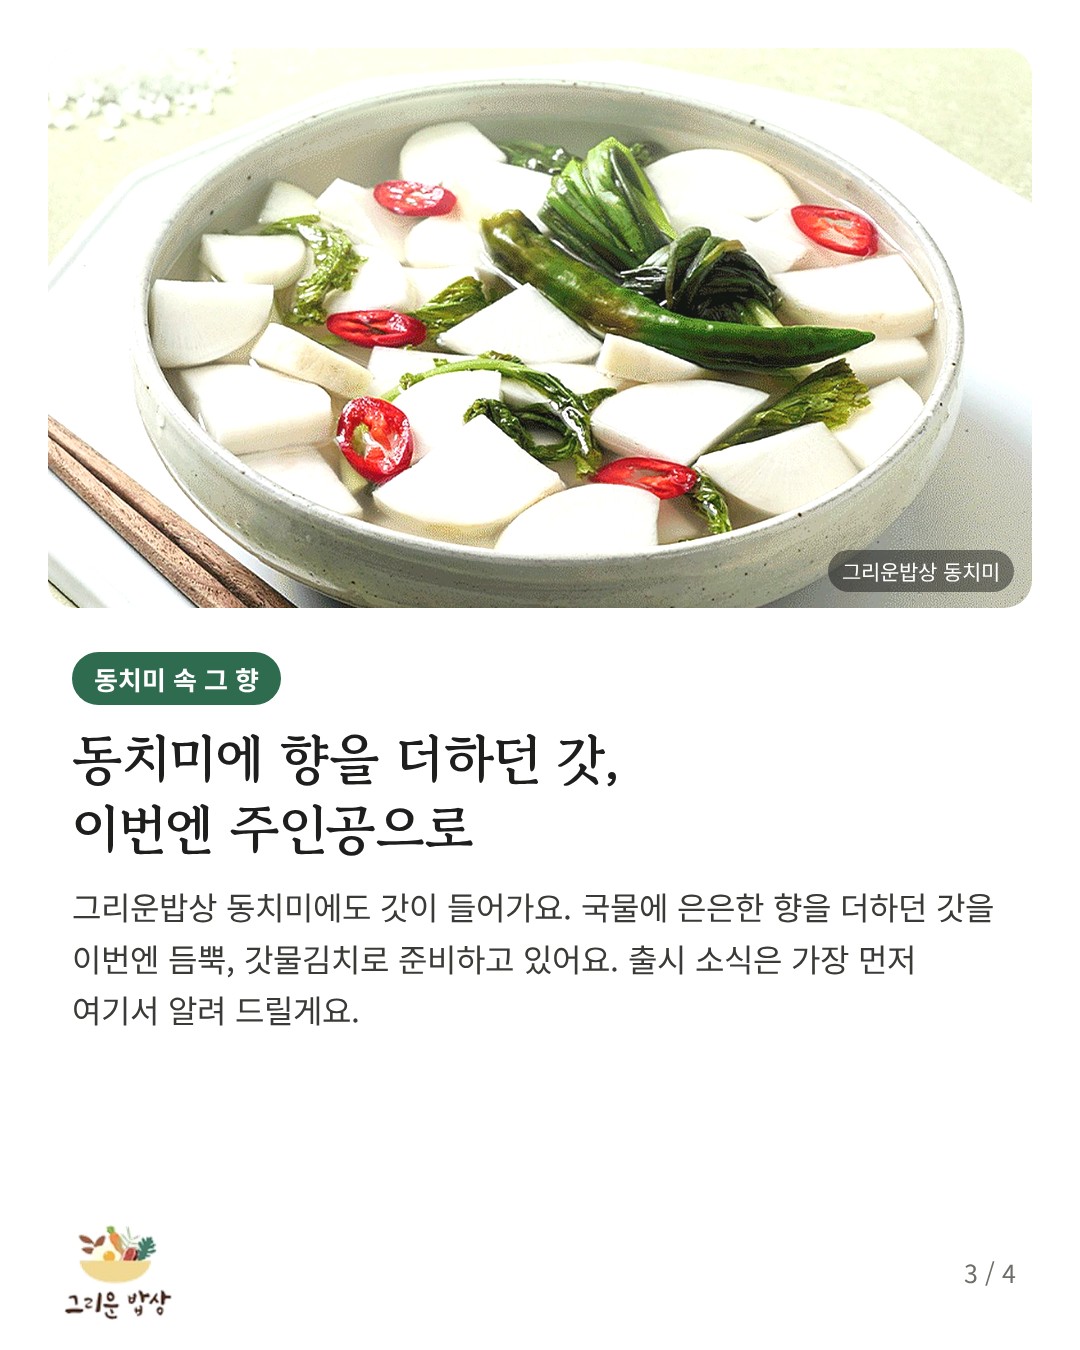 그리운밥상 동치미
동치미 속 그 향
동치미에 향을 더하던 갓,
이번엔 주인공으로
그리운밥상 동치미에도 갓이 들어가요. 국물에 은은한 향을 더하던 갓을
이번엔 듬뿍, 갓물김치로 준비하고 있어요. 출시 소식은 가장 먼저
여기서 알려 드릴게요.
그리운 밥상
3 / 4